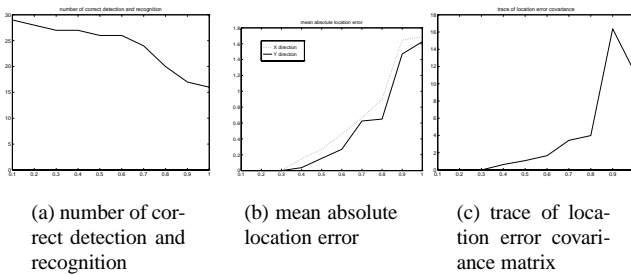 number of correct detection and recognition
30
25
20
15
10
5
0
0.1 0.2 0.3 0.4 0.5 0.6 0.7 0.8 0.9 1
mean absolute location error
1.8
1.6
1.4
1.2
1
0.8
0.6
0.4
0.2
0
X direction
Y direction
0.1 0.2 0.3 0.4 0.5 0.6 0.7 0.8 0.9 1
trace of location error covariance
18
16
14
12
10
8
6
4
2
0
0.1 0.2 0.3 0.4 0.5 0.6 0.7 0.8 0.9 1
(a) number of cor-
rect detection and
recognition
(b) mean absolute
location error
(c) trace of loca-
tion error covari-
ance matrix